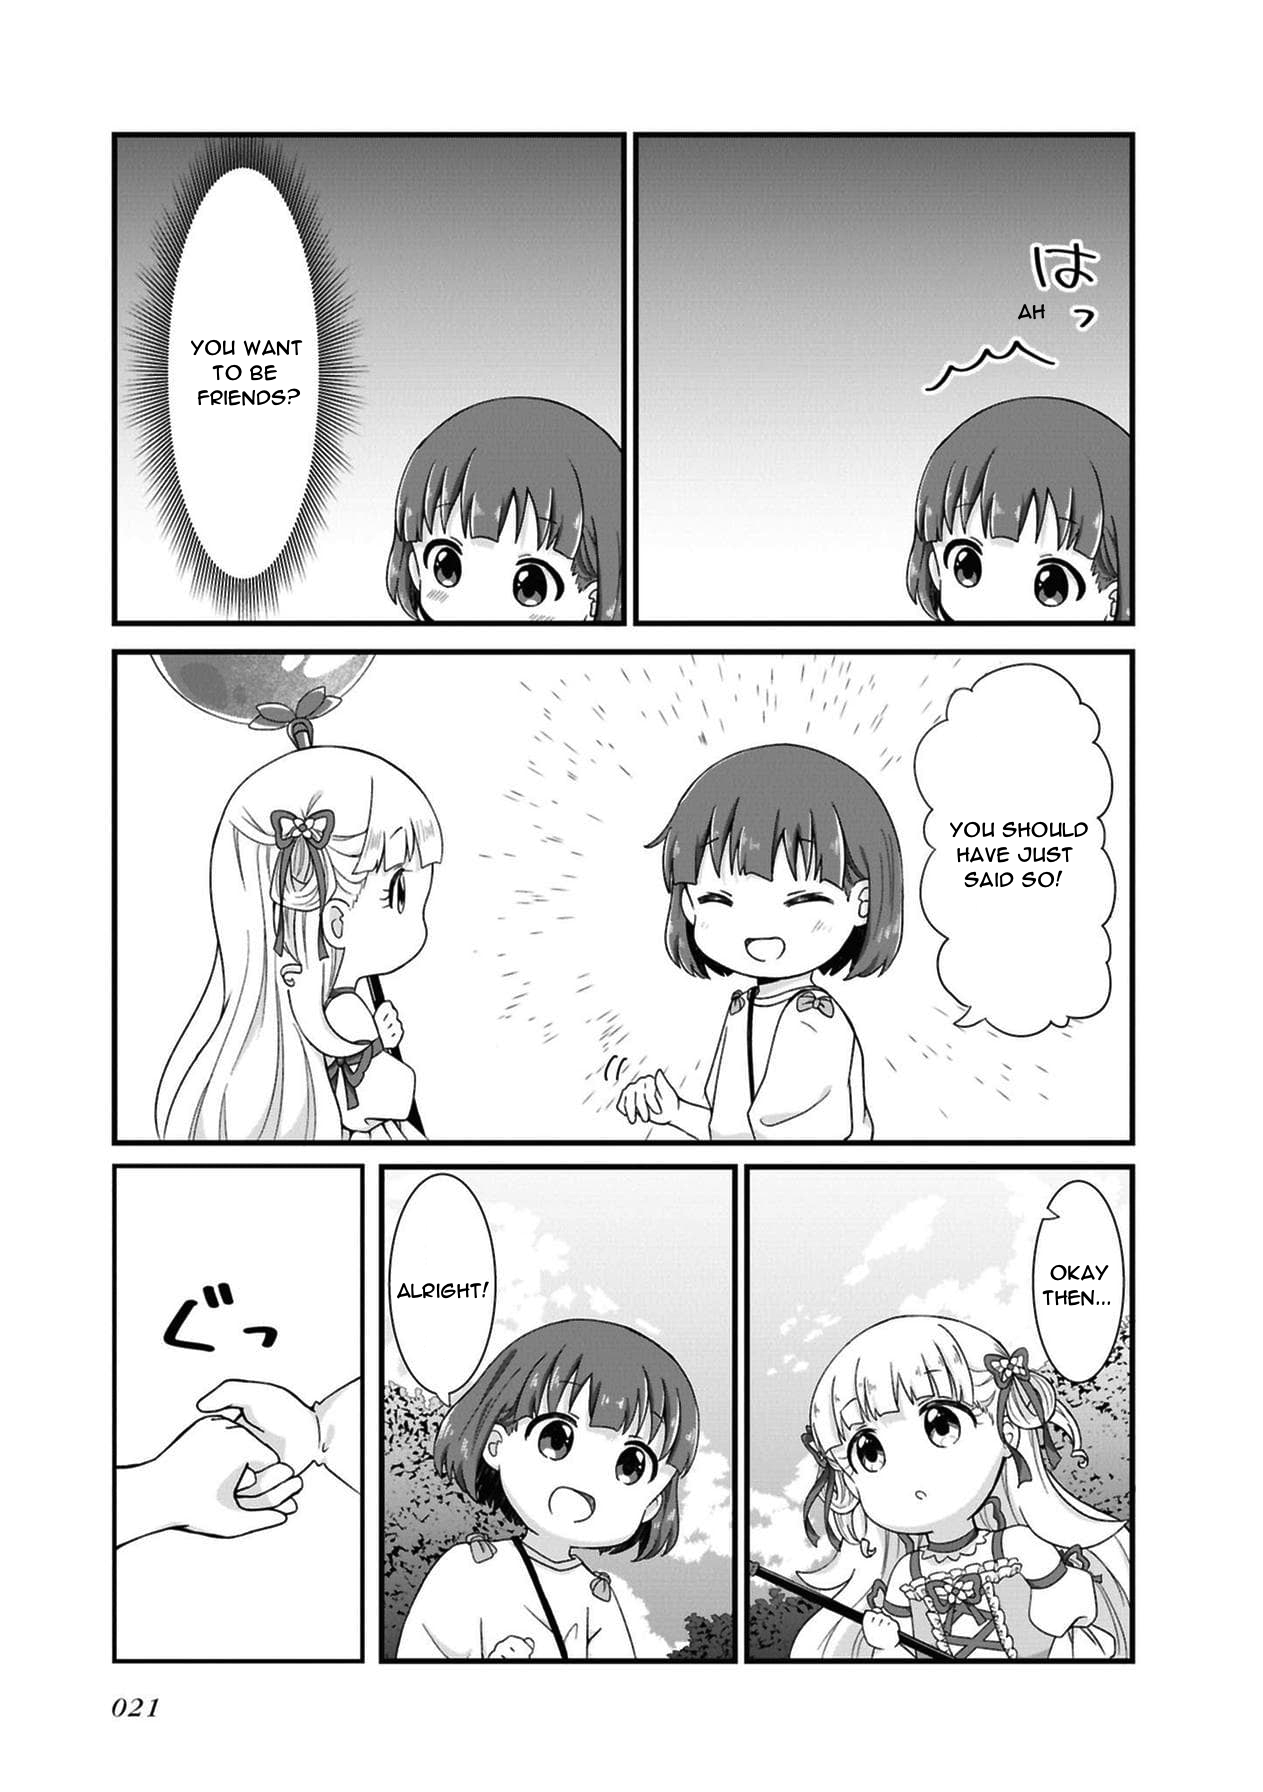 はっ
AH
YOU WANT
TO BE
FRIENDS?
YOU SHOULD
HAVE JUST
SAID SO!
OKAY
THEN...
ALRIGHT!
ぐっ
021